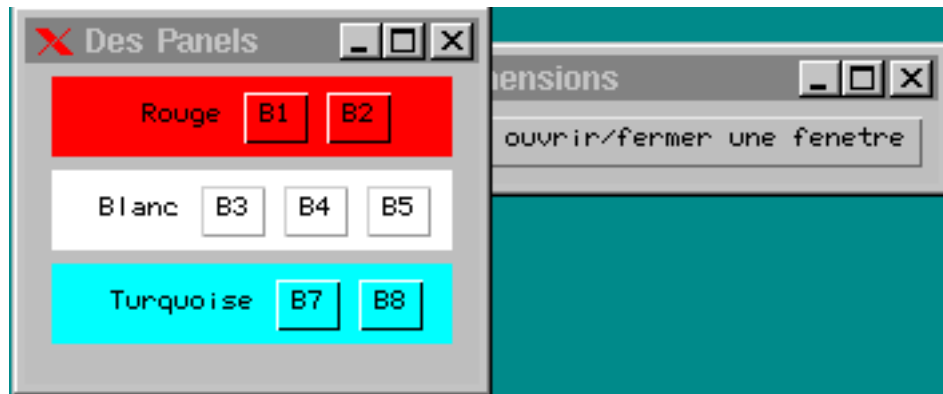 Des Panels
Rouge B1 B2
Blanc B3 B4 B5
Turquoise B7 B8
ensions
ouvrir/fermer une fenetre